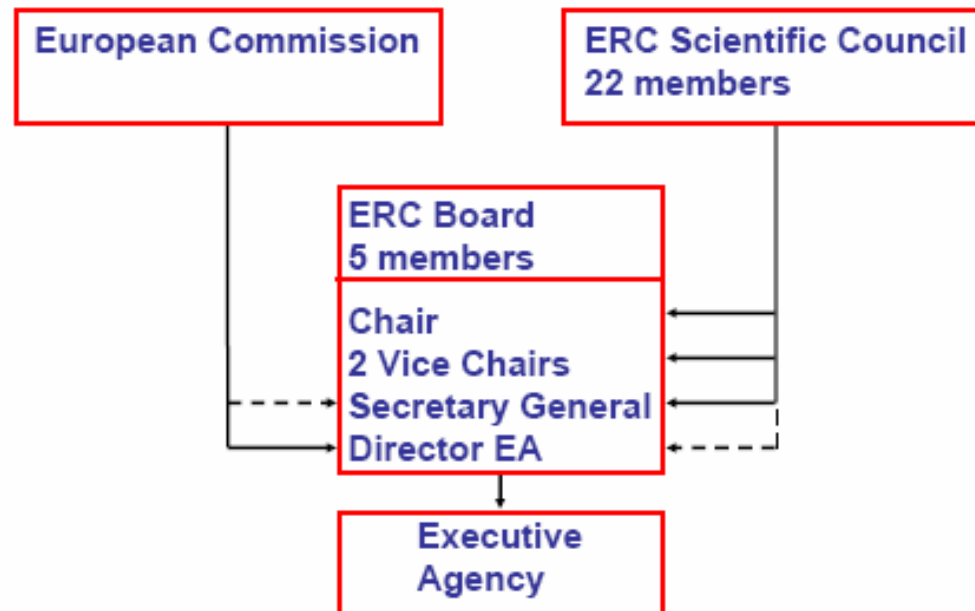 European Commission
ERC Scientific Council
22 members
ERC Board
5 members
Chair
2 Vice Chairs
Secretary General
Director EA
Executive
Agency